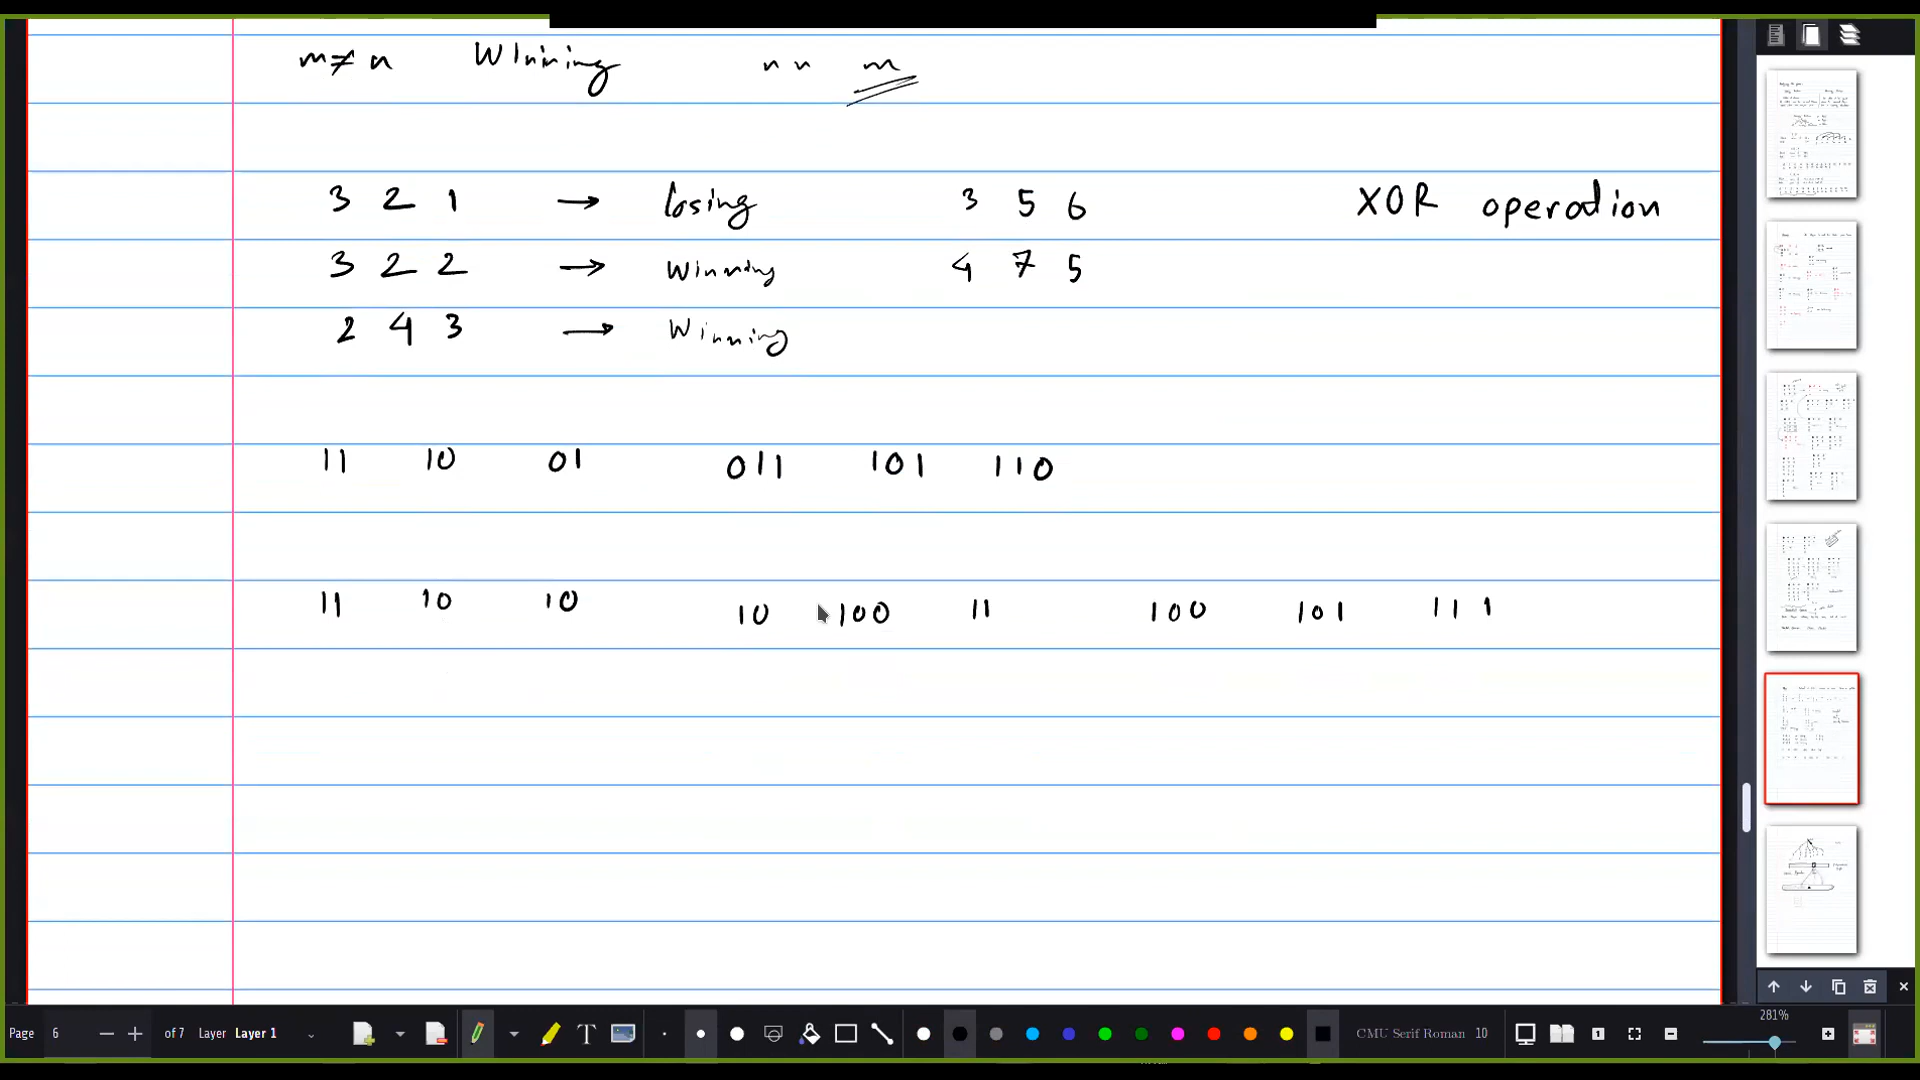 m≠n Winning n n m
3 2 1 → Losing 3 5 6 XOR operation
3 2 2 → Winning 4 7 5
2 4 3 → Winning
11 10 01 011 101 110
11 10 10 10 100 11 100 101 111
281%
Page 6 of 7 Layer Layer 1 CMU Serif Roman 10